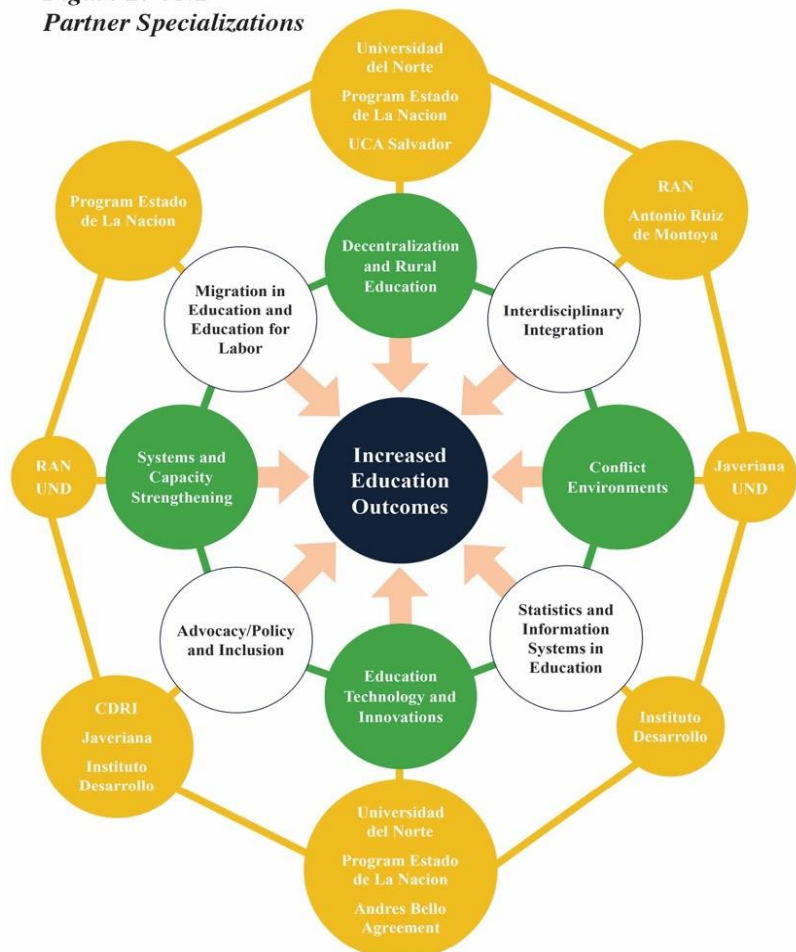 Partner Specializations
Universidad
del Norte
Program Estado
de La Nacion
UCA Salvador
Program Estado
de La Nacion
RAN
Antonio Ruiz
de Montoya
Decentralization
and Rural
Education
Migration in
Education and
Education for
Labor
Interdisciplinary
Integration
RAN
UND
Systems and
Capacity
Strengthening
Increased
Education
Outcomes
Conflict
Environments
Javeriana
UND
Advocacy/Policy
and Inclusion
Statistics and
Information
Systems in
Education
Education
Technology and
Innovations
CDRI
Javeriana
Instituto
Desarrollo
Instituto
Desarrollo
Universidad
del Norte
Program Estado
de La Nacion
Andres Bello
Agreement